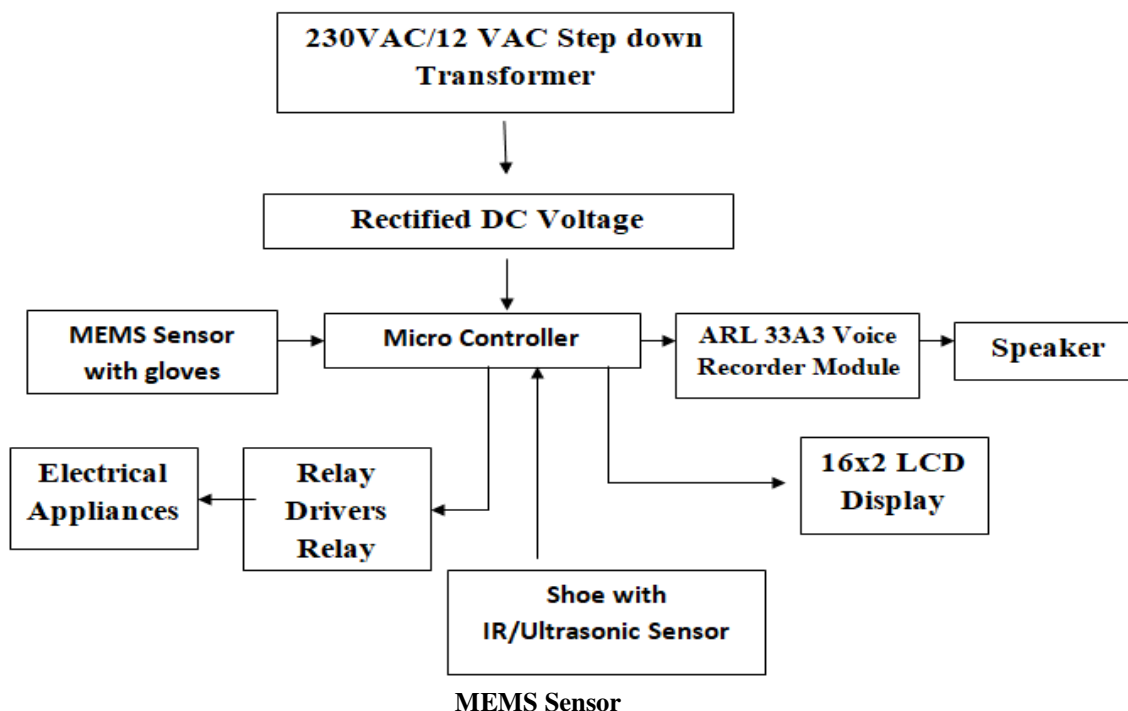 230VAC/12 VAC Step down
Transformer
Rectified DC Voltage
MEMS Sensor
with gloves
Micro Controller
ARL 33A3 Voice
Recorder Module
Speaker
Electrical
Appliances
Relay
Drivers
Relay
16x2 LCD
Display
Shoe with
IR/Ultrasonic Sensor
MEMS Sensor